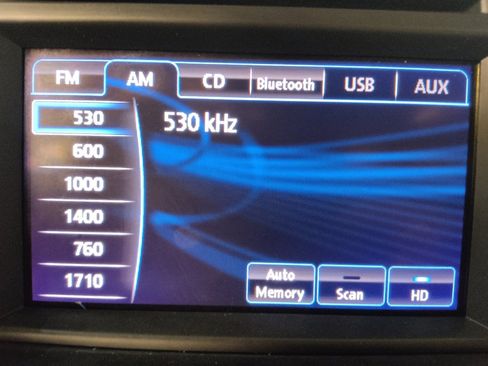 FM AM CD Bluetooth USB AUX
530 530 kHz
600
1000
1400
760
1710
Auto
Memory
Scan
HD